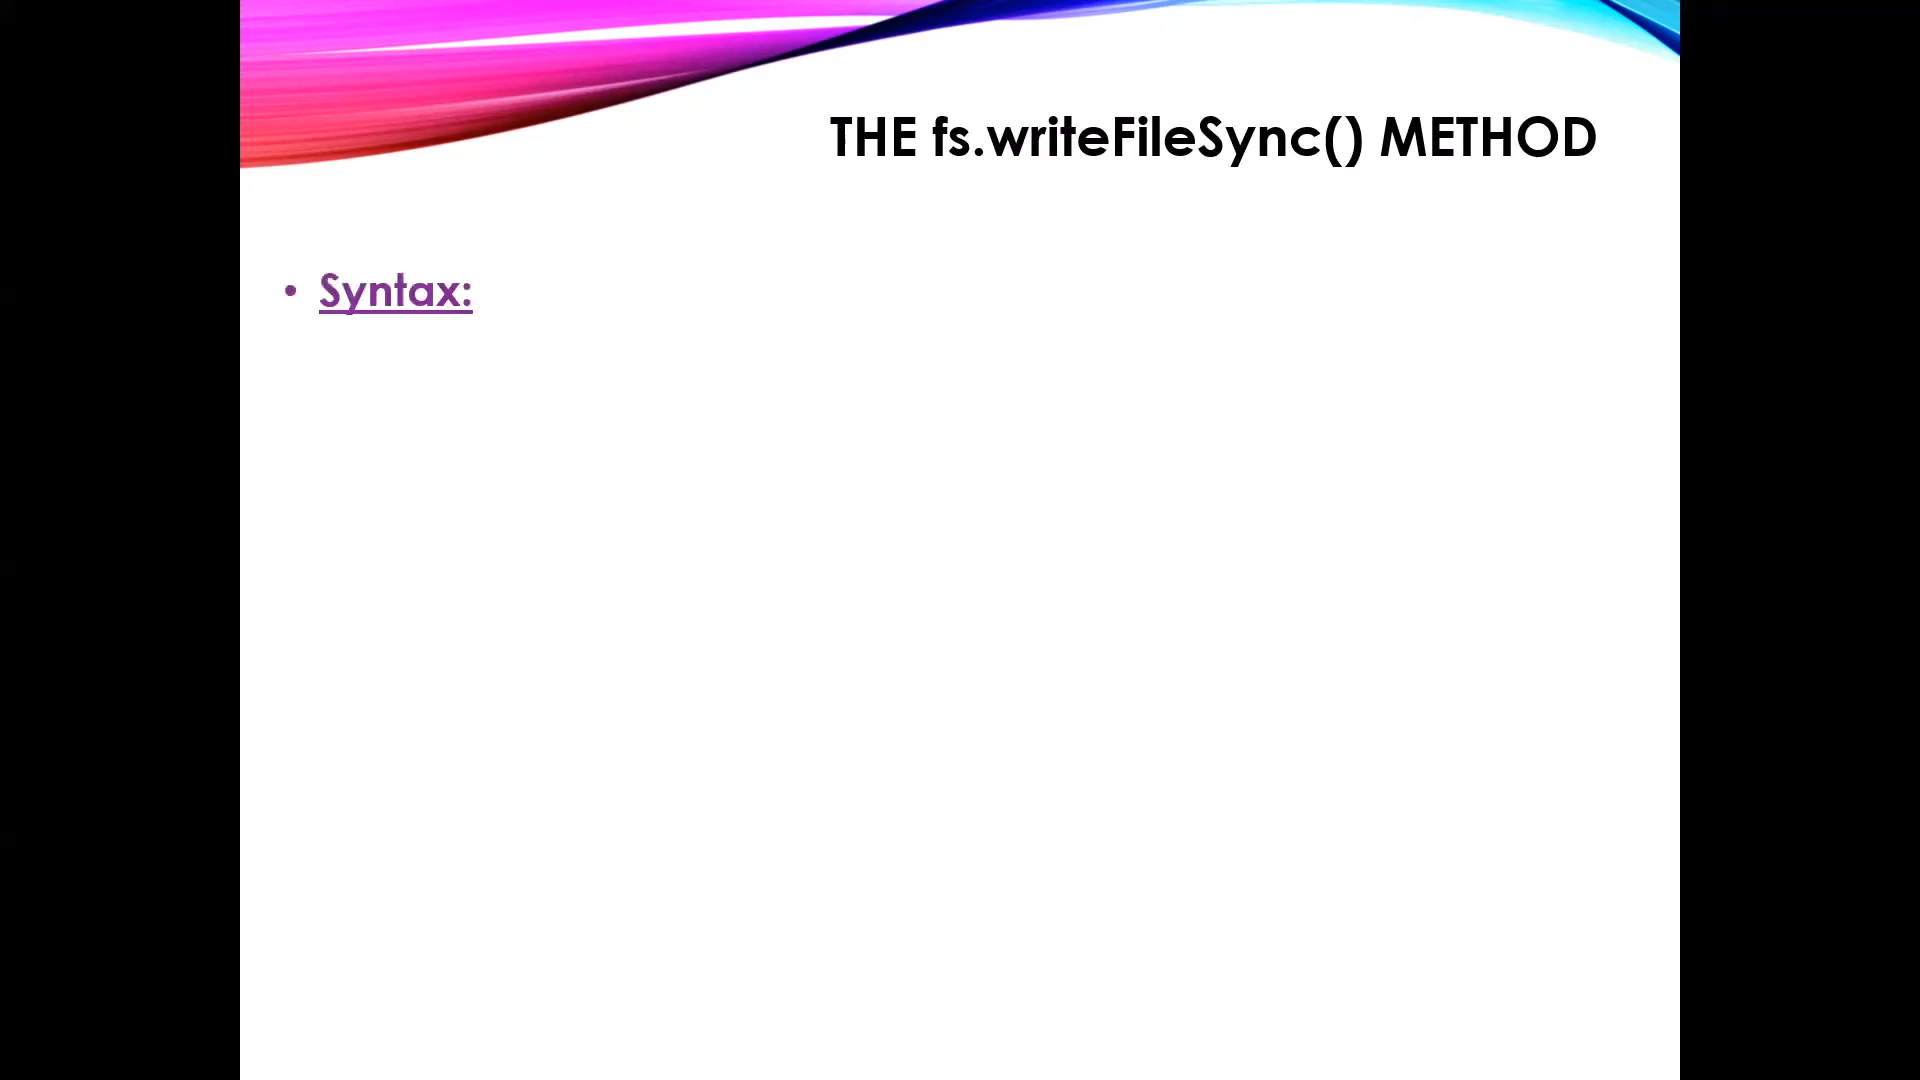 THE fs.writeFileSync() METHOD
• Syntax: